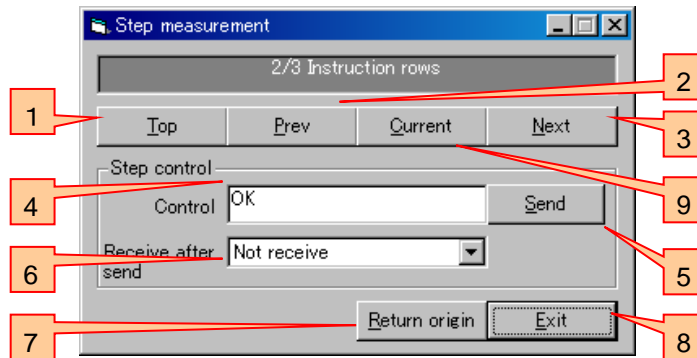 Step measurement
2/3 Instruction rows
2
1
Top Prev Current Next
3
Step control
4
Control OK Send
9
Receive after send Not receive
6
5
Return origin Exit
7
8